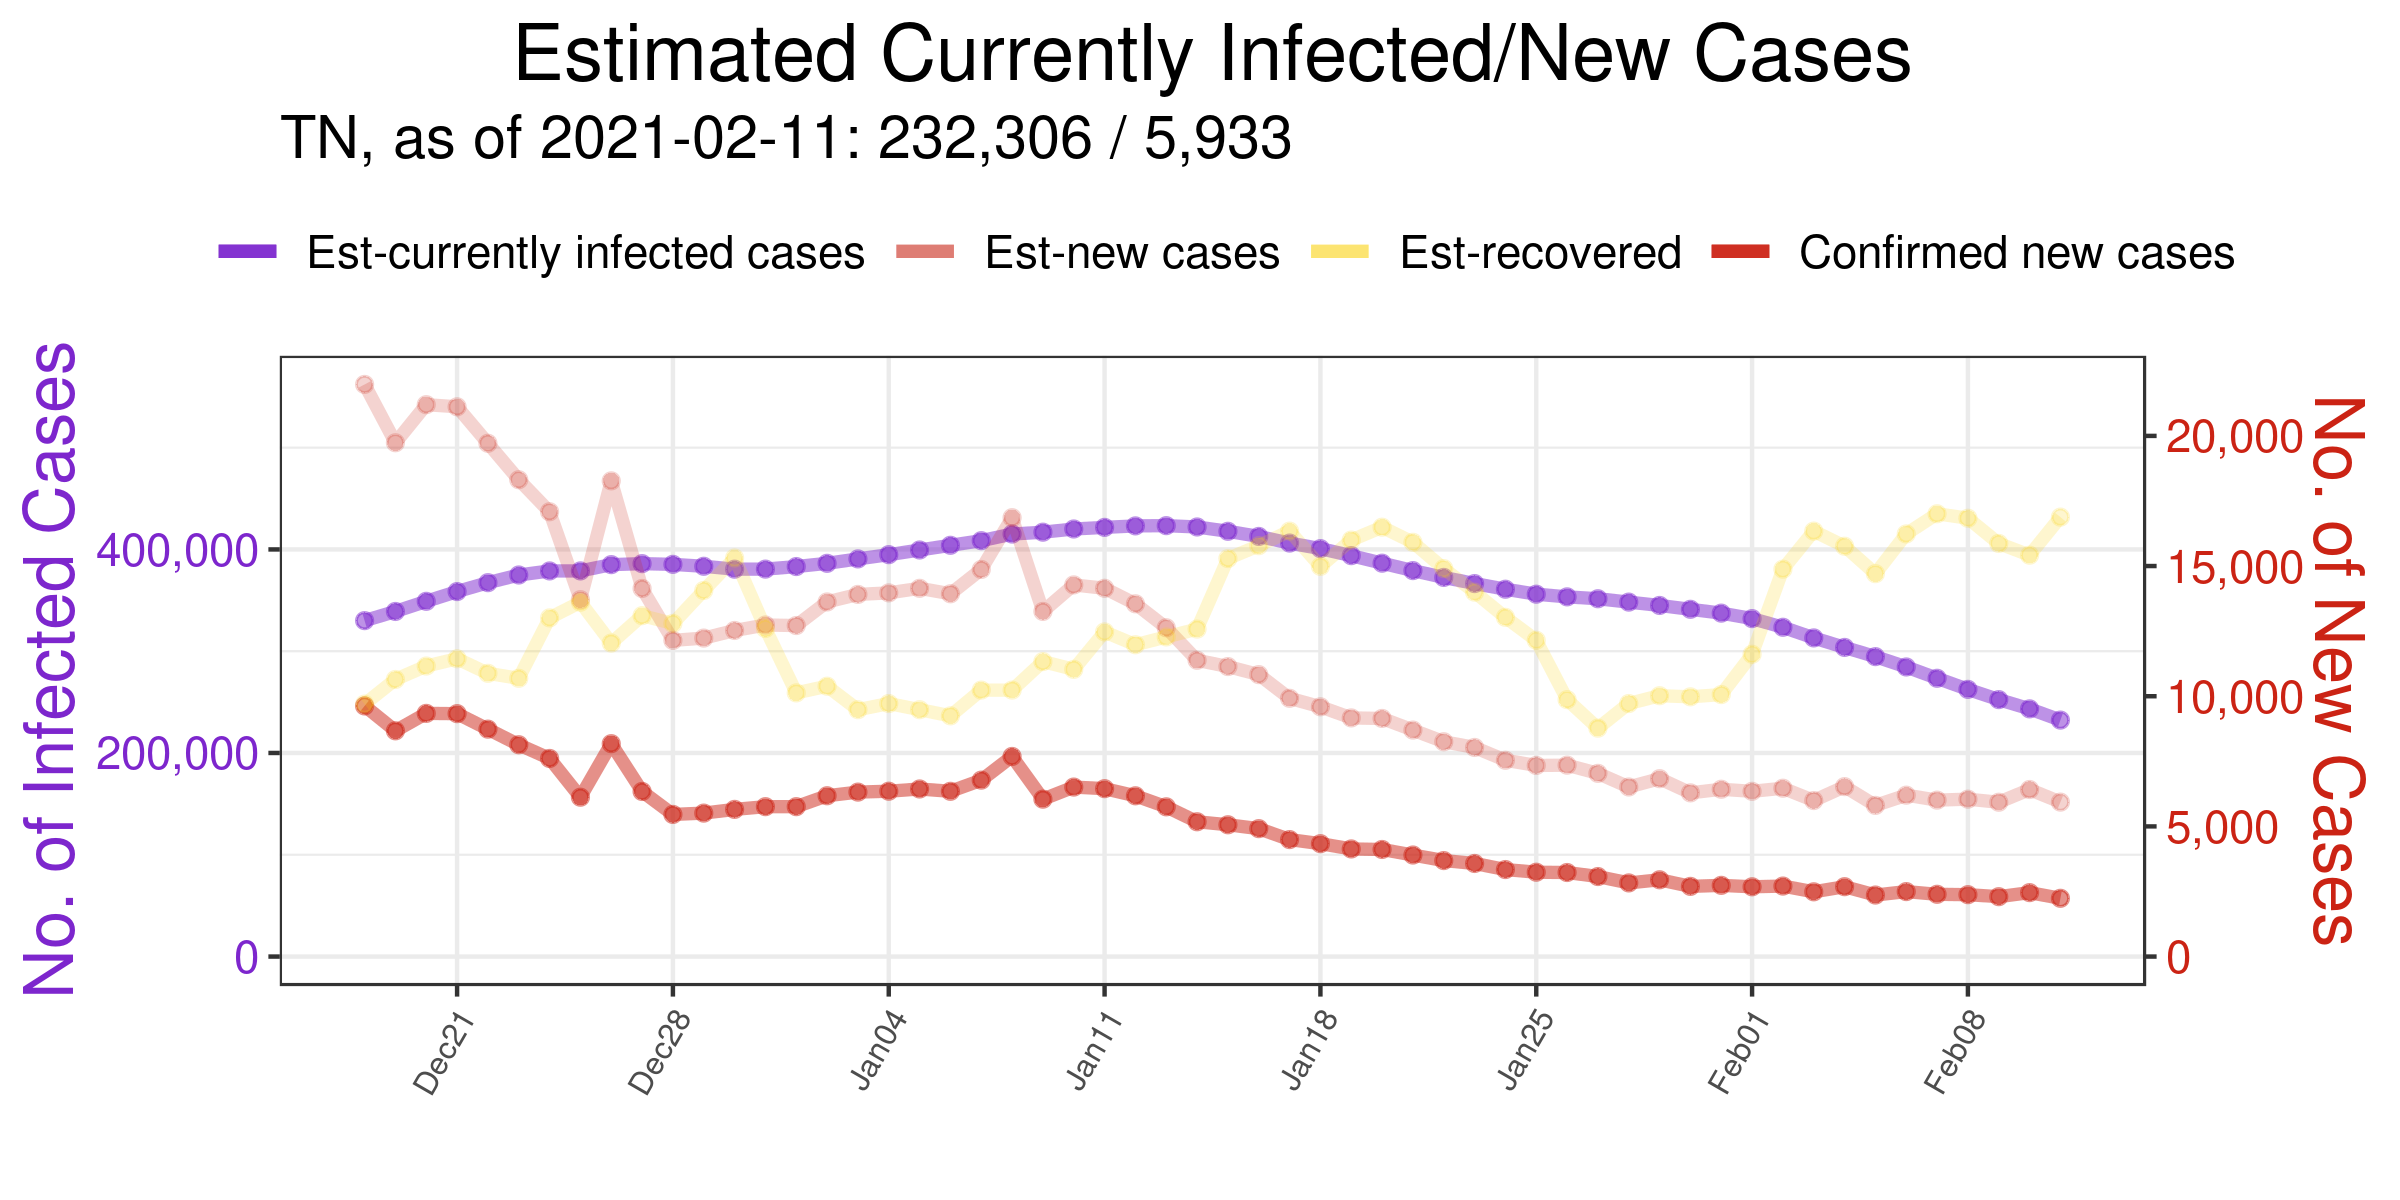 Estimated Currently Infected/New Cases
TN, as of 2021-02-11: 232,306 / 5,933
Est-currently infected cases Est-new cases Est-recovered Confirmed new cases
No. of Infected Cases
400,000
200,000
0
20,000
15,000
10,000
5,000
0
No. of New Cases
Dec21 Dec28 Jan04 Jan11 Jan18 Jan25 Feb01 Feb08